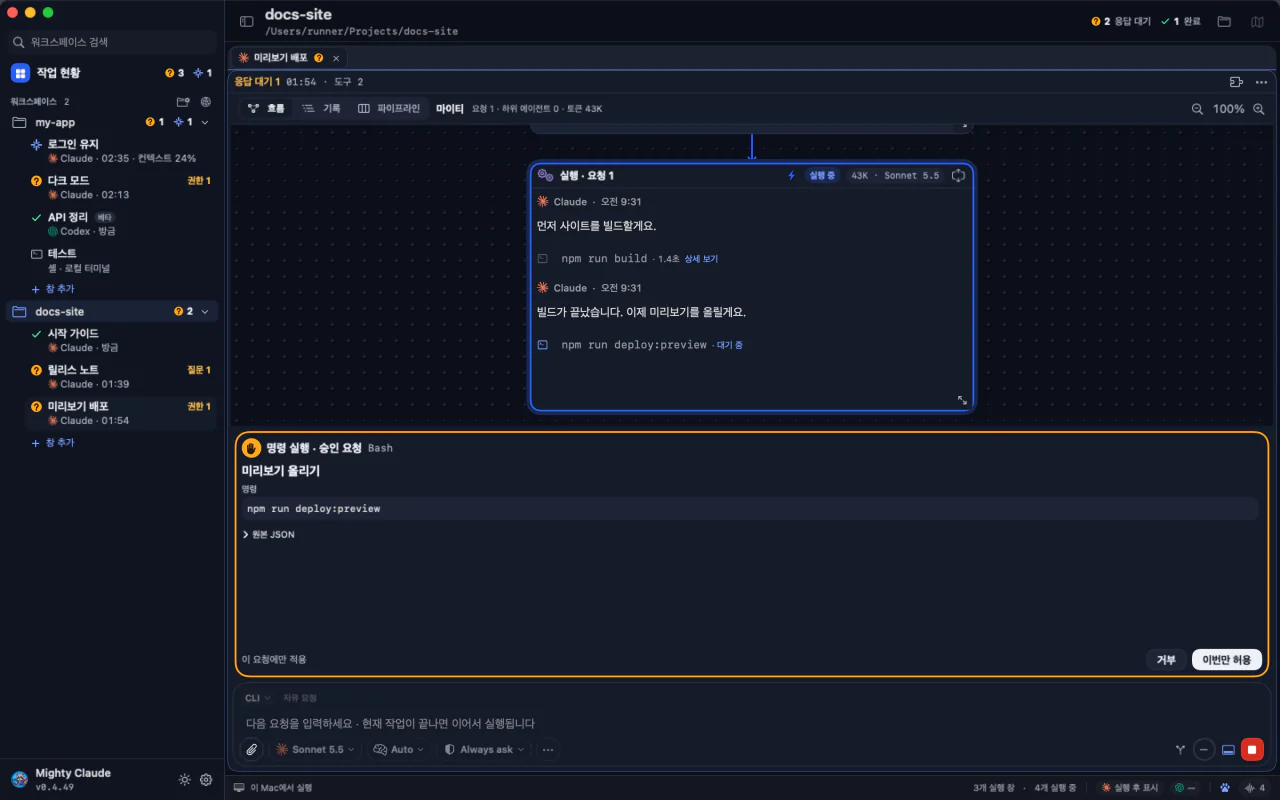 docs-site
/Users/runner/Projects/docs-site
2 응답 대기 1 완료
워크스페이스 검색
작업 현황 3 1
워크스페이스 2
my-app 1 1
로그인 유지
Claude · 02:35 · 컨텍스트 24%
다크 모드 권한 1
Claude · 02:13
API 정리 베타
Codex · 방금
테스트
셸 · 로컬 터미널
+ 창 추가
docs-site 2
시작 가이드
Claude · 방금
릴리스 노트 질문 1
Claude · 01:39
미리보기 배포 권한 1
Claude · 01:54
+ 창 추가
Mighty Claude
v0.4.49
미리보기 배포
응답 대기 1 01:54 · 도구 2
흐름 기록 파이프라인 마이티 요청 1 · 하위 에이전트 0 · 토큰 43K
100%
실행 · 요청 1 실행 중 43K · Sonnet 5.5
Claude · 오전 9:31
먼저 사이트를 빌드할게요.
npm run build · 1.4초 상세 보기
Claude · 오전 9:31
빌드가 끝났습니다. 이제 미리보기를 올릴게요.
npm run deploy:preview · 대기 중
명령 실행 · 승인 요청 Bash
미리보기 올리기
명령
npm run deploy:preview
원본 JSON
이 요청에만 적용
거부 이번만 허용
CLI 자유 요청
다음 요청을 입력하세요 · 현재 작업이 끝나면 이어서 실행됩니다
Sonnet 5.5 Auto Always ask
이 Mac에서 실행
3개 실행 창 · 4개 실행 중 실행 후 표시 — 4